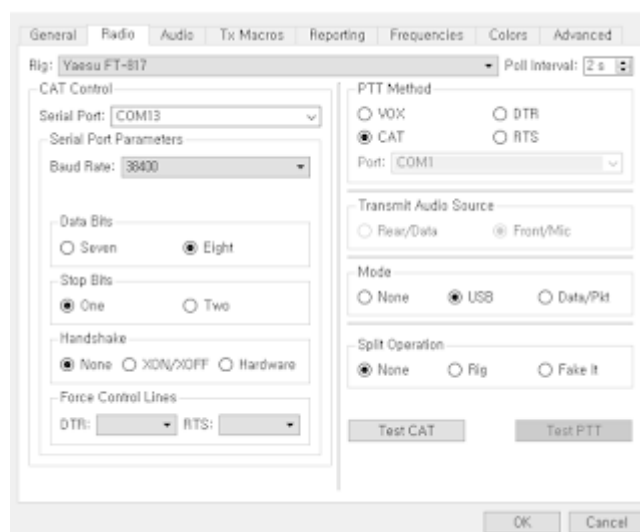 General Radio Audio Tx Macros Reporting Frequencies Colors Advanced
Rig: Yaesu FT-817 Poll Interval: 2 s
CAT Control
Serial Port: COM13
Serial Port Parameters
Baud Rate: 38400
Data Bits
Seven Eight
Stop Bits
One Two
Handshake
None XON/XOFF Hardware
Force Control Lines
DTR: RTS:
PTT Method
VOX DTR
CAT RTS
Port: COM1
Transmit Audio Source
Rear/Data Front/Mic
Mode
None USB Data/Pkt
Split Operation
None Rig Fake It
Test CAT Test PTT
OK Cancel